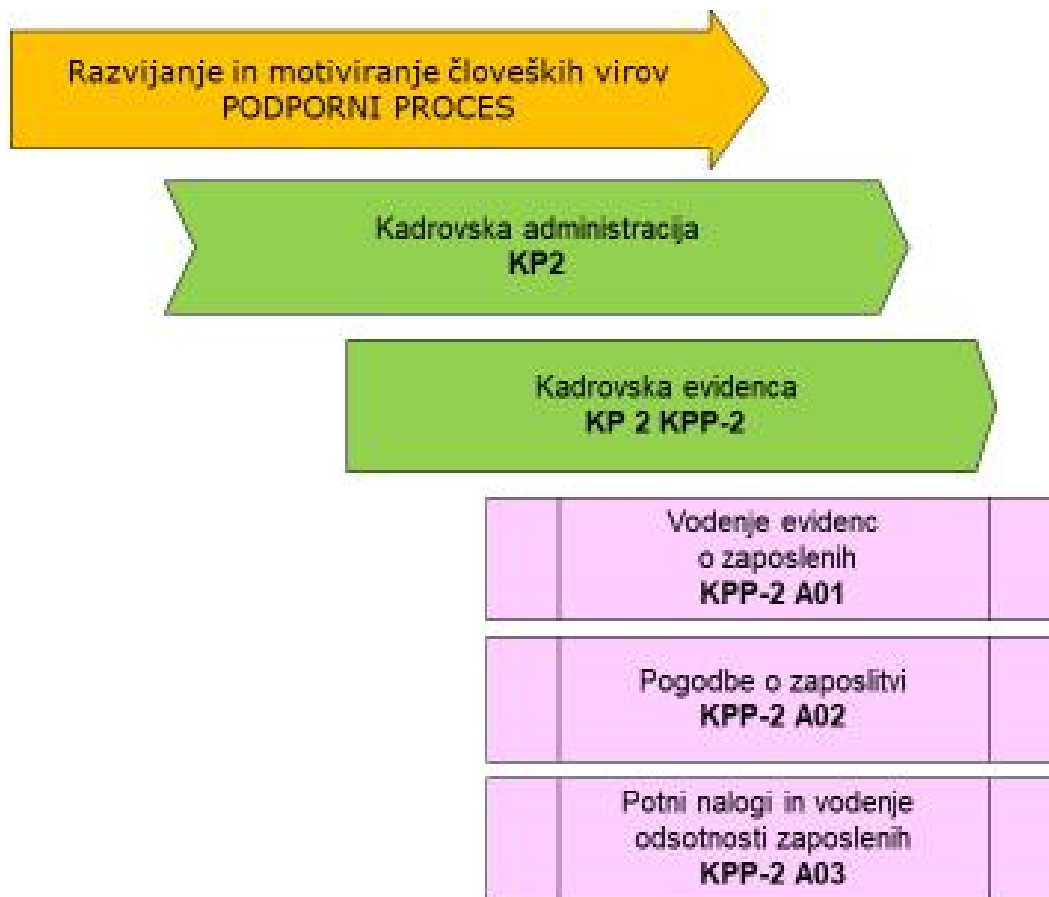 Razvijanje in motiviranje človeških virov
PODPORNI PROCES
Kadrovska administracija
KP2
Kadrovska evidenca
KP 2 KPP-2
Vodenje evidenc
o zaposlenih
KPP-2 A01
Pogodbe o zaposlitvi
KPP-2 A02
Potni nalogi in vodenje
odsotnosti zaposlenih
KPP-2 A03